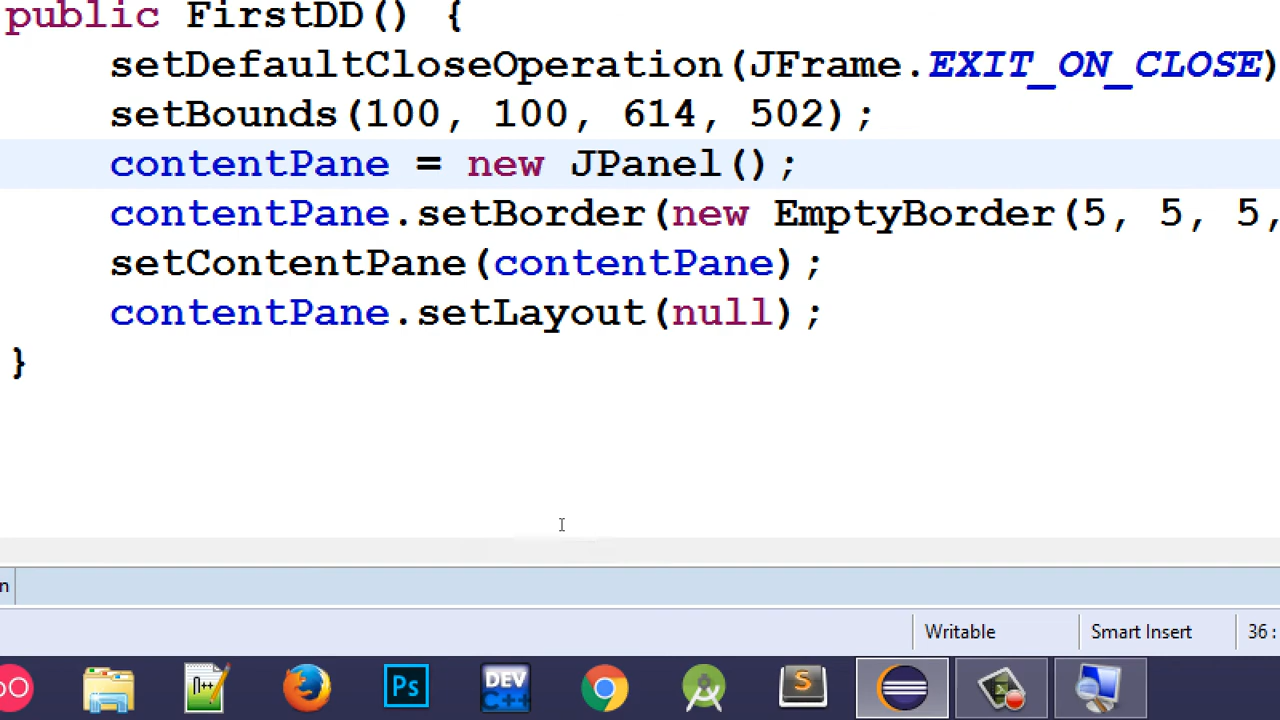 public FirstDD() {
setDefaultCloseOperation(JFrame.EXIT_ON_CLOSE)
setBounds(100, 100, 614, 502);
contentPane = new JPanel();
contentPane.setBorder(new EmptyBorder(5, 5, 5,
setContentPane(contentPane);
contentPane.setLayout(null);
}
n
Writable
Smart Insert
36 :
N++
Ps
DEV
C++
S